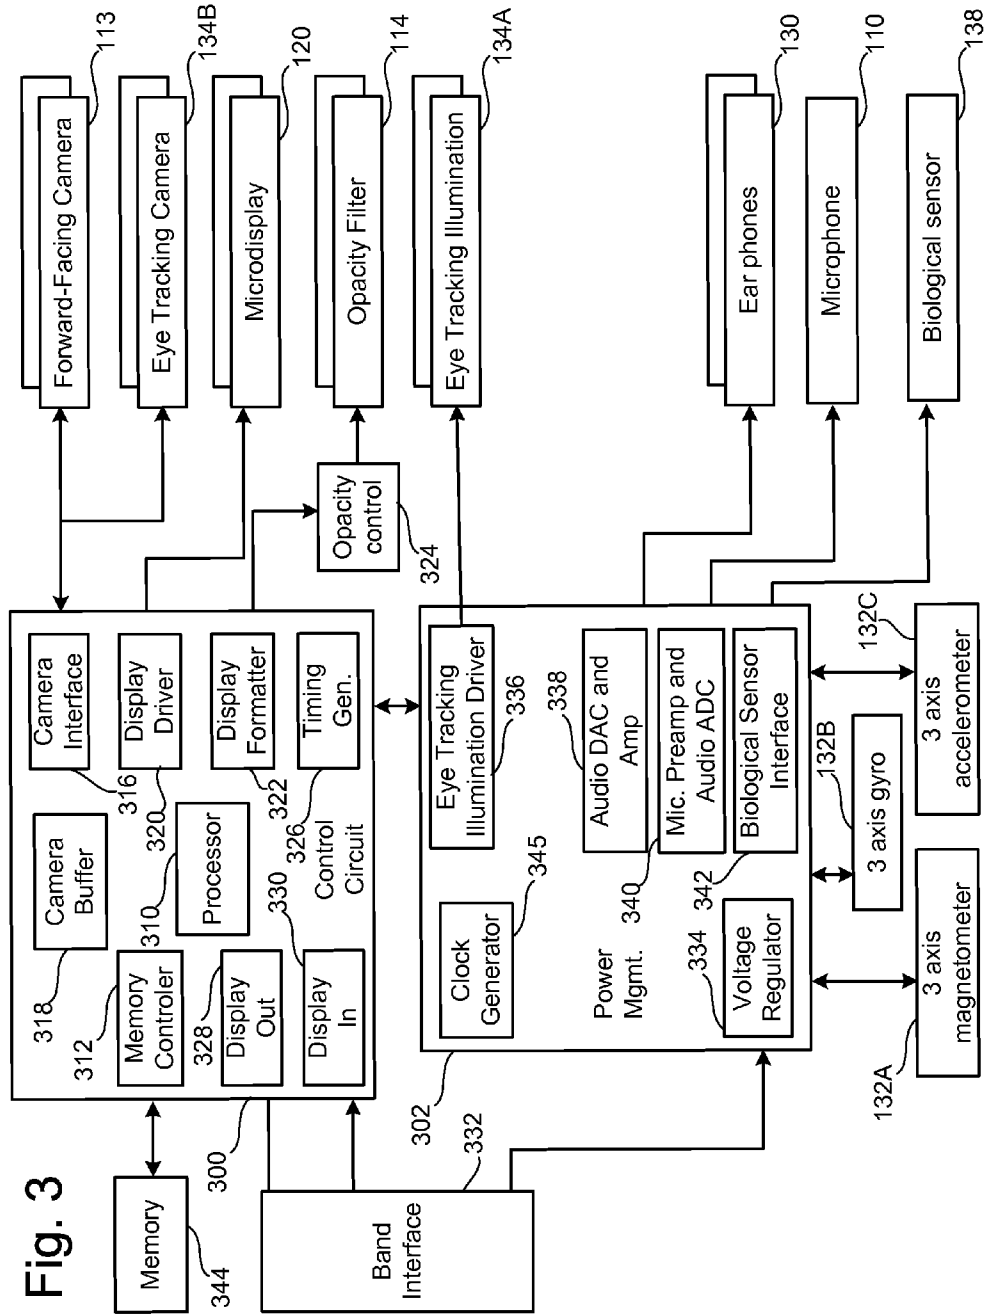 Fig. 3
Forward-Facing Camera
113
Eye Tracking Camera
134B
Microdisplay
120
Opacity Filter
114
Eye Tracking Illumination
134A
Ear phones
130
Microphone
110
Biological sensor
138
Opacity
control
324
Camera
Interface
316
Display
Driver
320
Display
Formatter
322
Timing
Gen.
326
Camera
Buffer
318
Processor
310
Control
Circuit
Memory
Controler
312
Display
Out
328
Display
In
330
300
Memory
344
Band
Interface
332
302
Eye Tracking
Illumination Driver
336
Audio DAC and
Amp
338
Mic. Preamp and
Audio ADC
340
Biological Sensor
Interface
342
Clock
Generator
345
Power
Mgmt.
Voltage
Regulator
334
3 axis
magnetometer
132A
3 axis gyro
132B
3 axis
accelerometer
132C